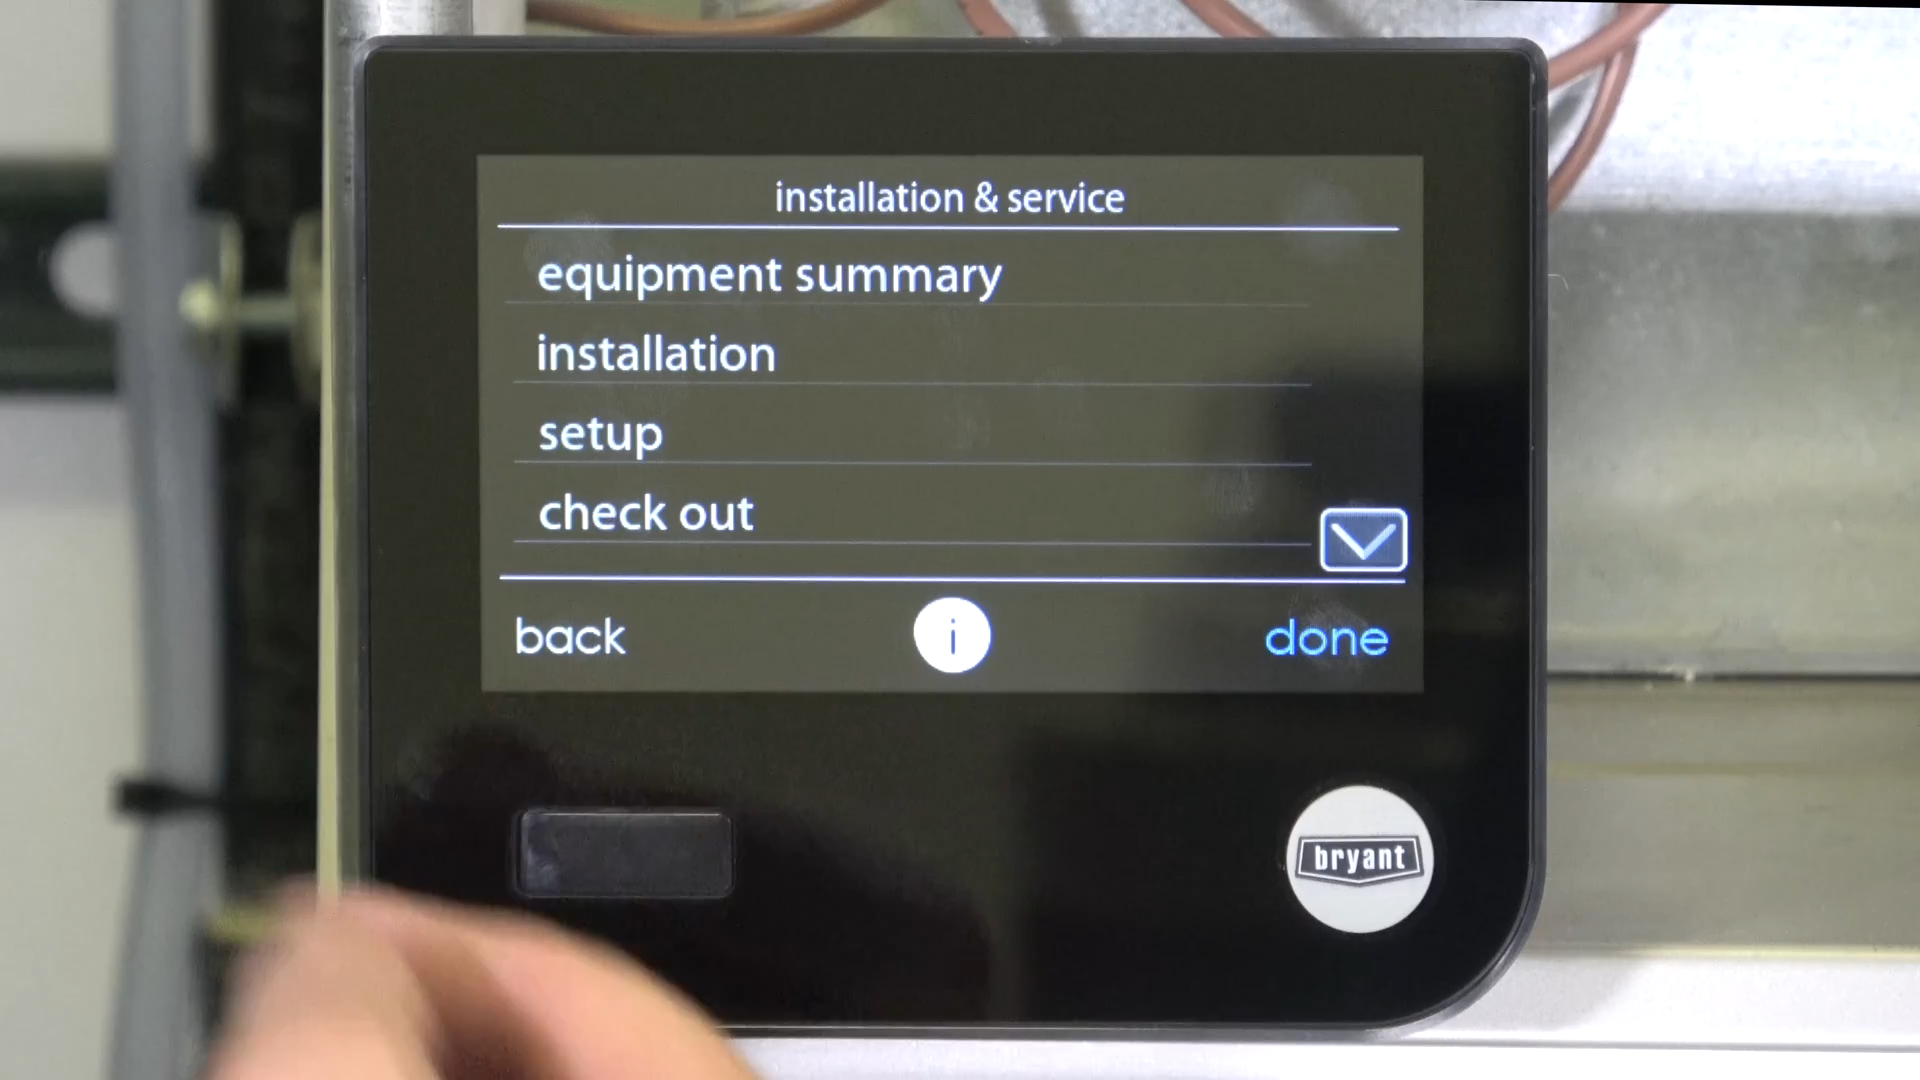 installation & service
equipment summary
installation
setup
check out
back i done
bryant